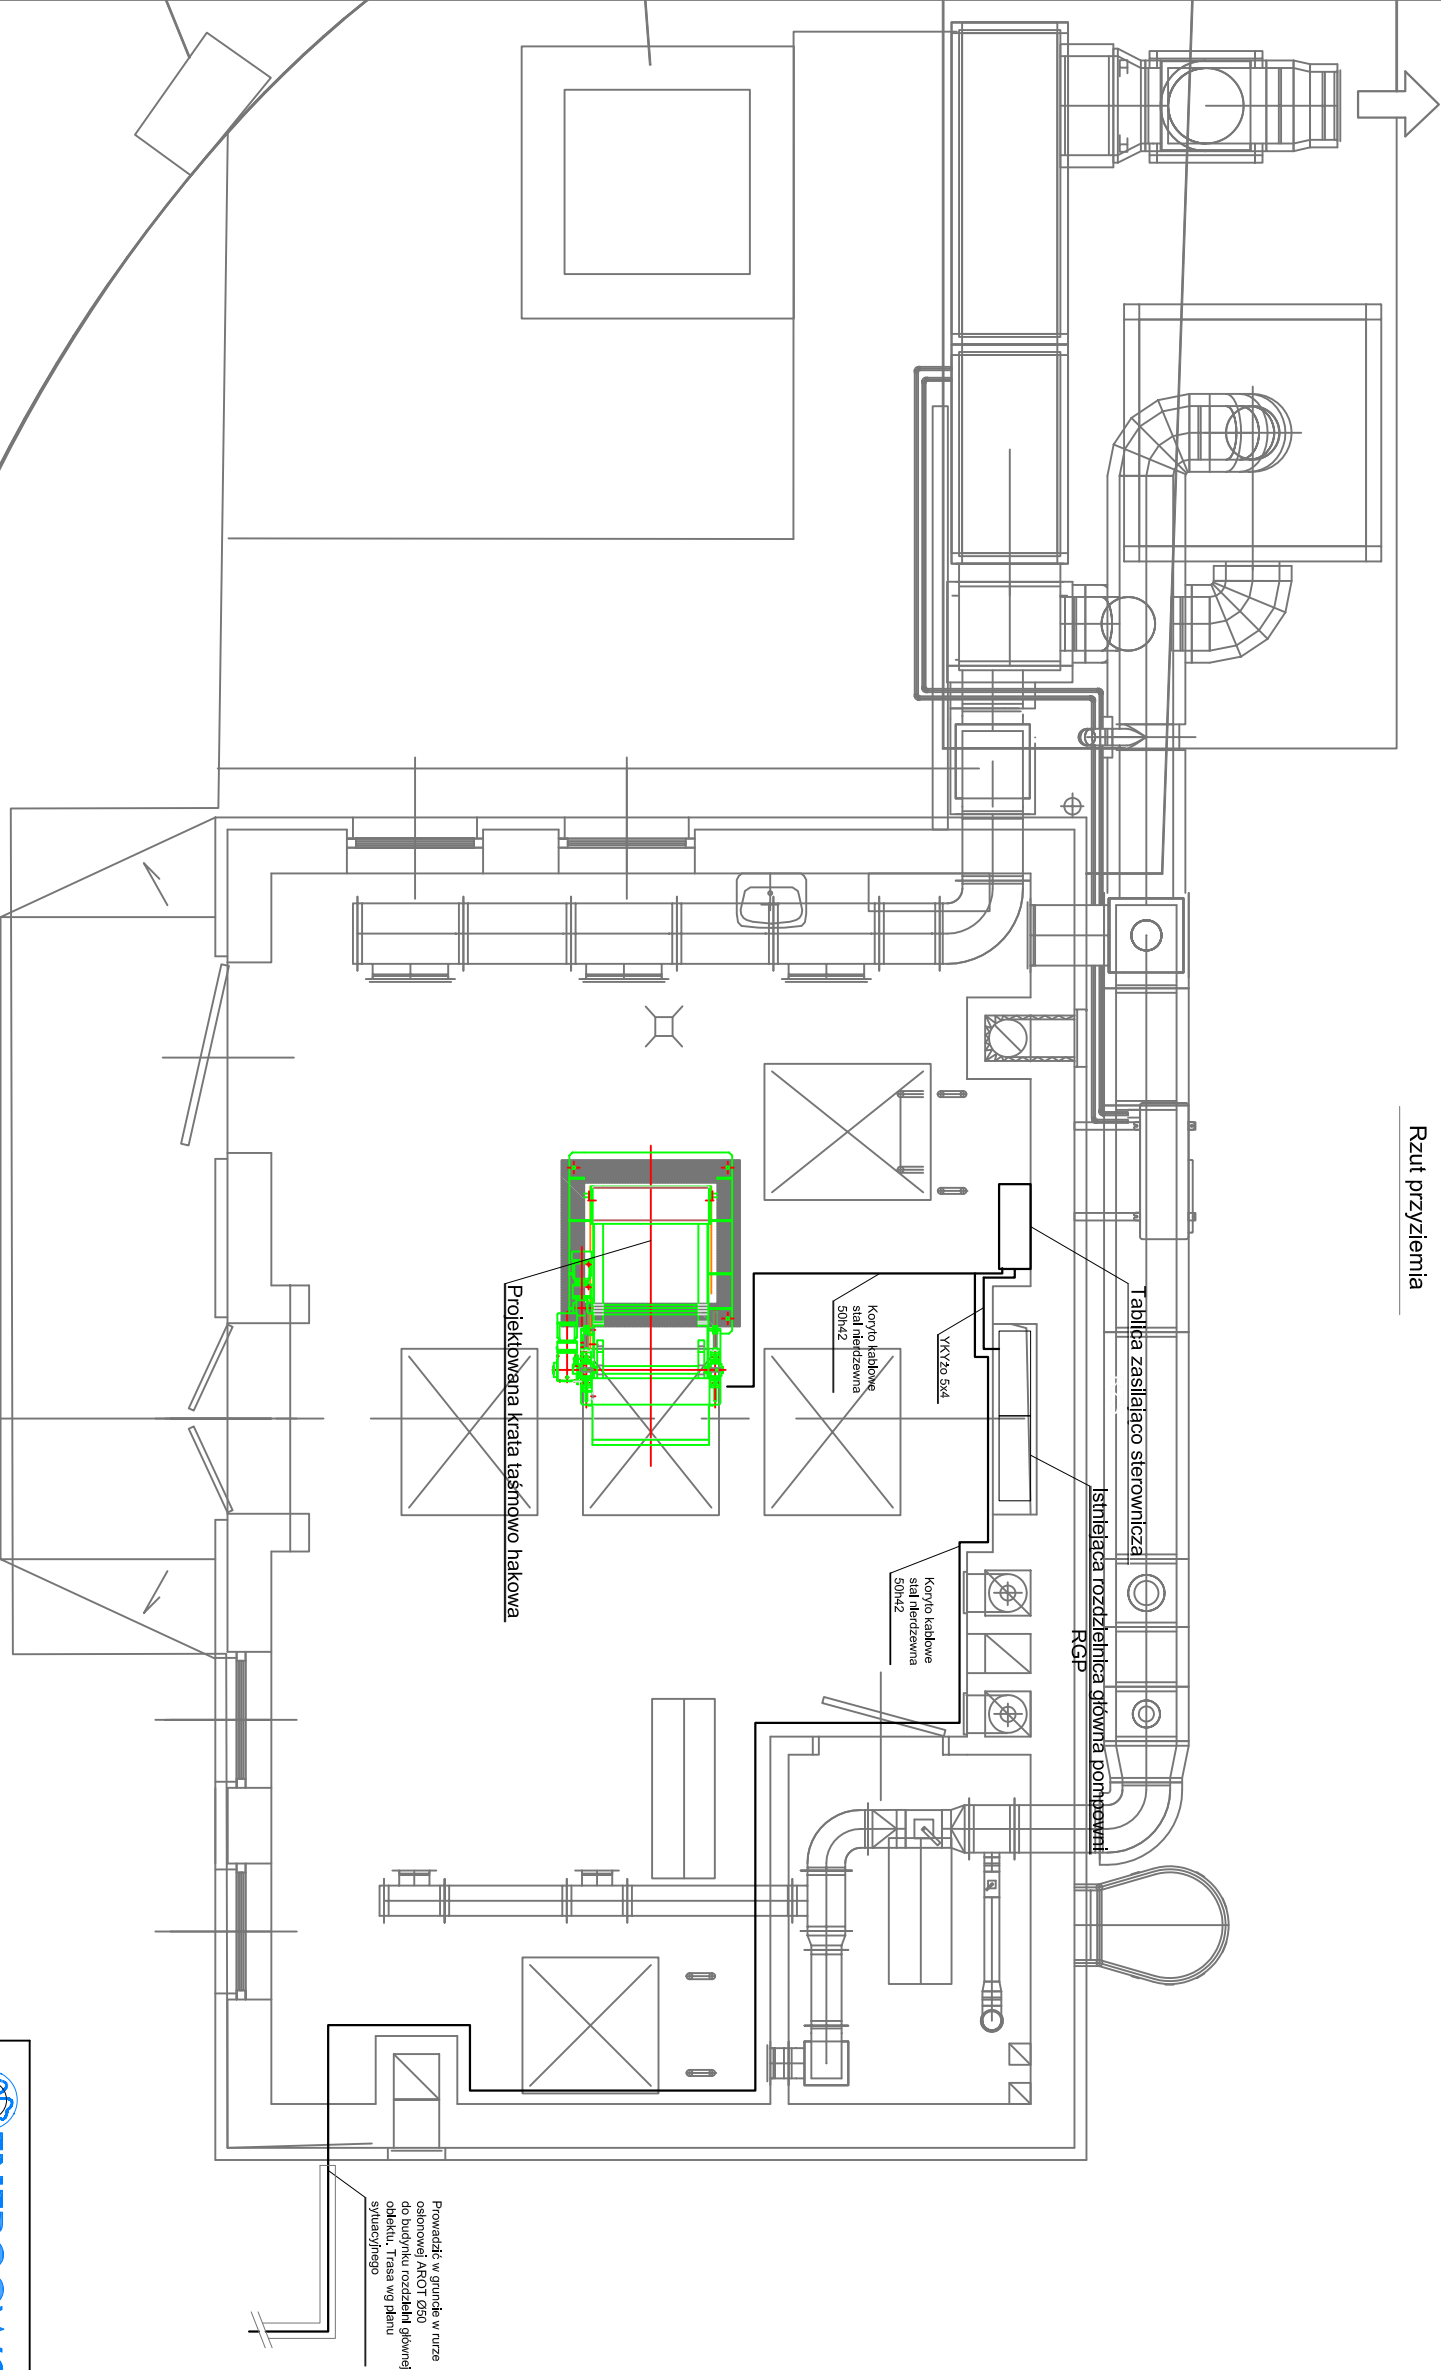 Rzut przyziemia
Tablica zasilająco sterownicza
Istniejąca rozdzielnica główna pompowni
RGP
YKYżo 5x4
Koryto kablowe
stal nierdzewna
50h42
Koryto kablowe
stal nierdzewna
50h42
Projektowana krata taśmowo hakowa
Prowadzić w gruncie w rurze
osłonowej AROT Ø50
do budynku rozdzielni głównej
obiektu. Trasa wg planu
sytuacyjnego